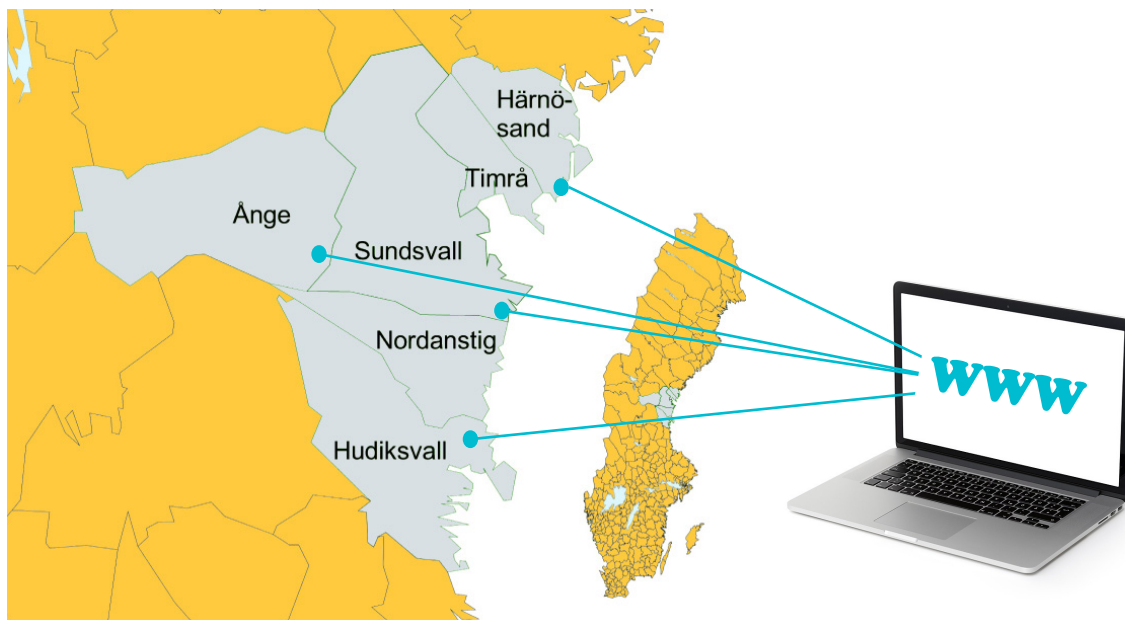 Härnö-
sand
Timrå
Ånge
Sundsvall
Nordanstig
Hudiksvall
www